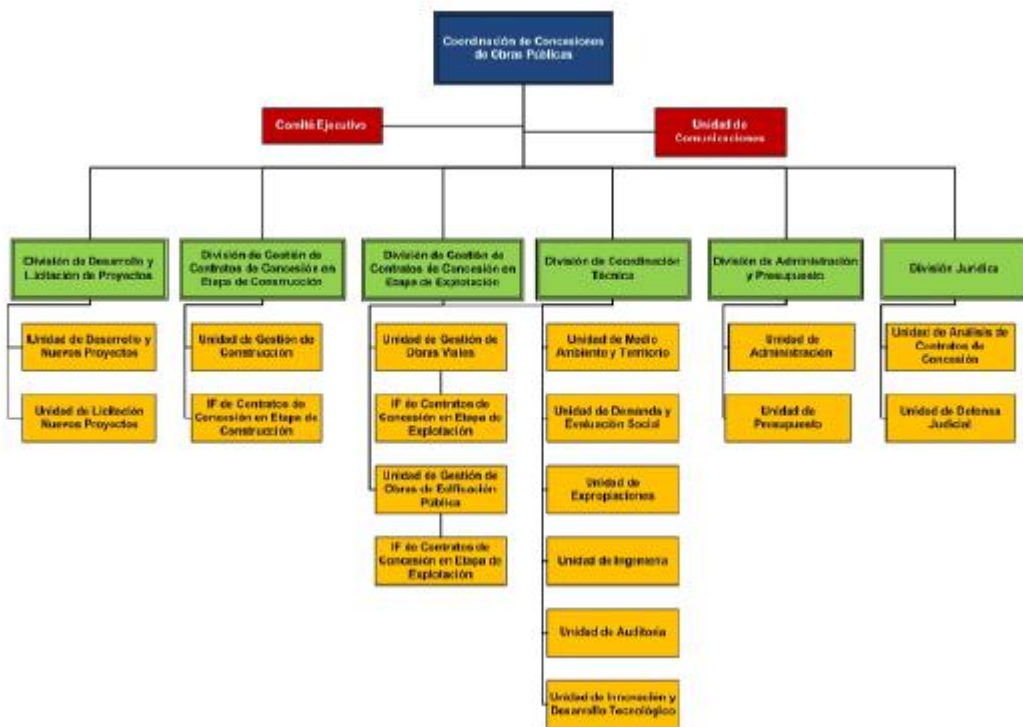 Coordinación de Concesiones
de Obras Públicas
Comité Ejecutivo
Unidad de
Comunicaciones
División de Desarrollo y
Licitación de Proyectos
División de Gestión de
Contratos de Concesión en
Etapa de Construcción
División de Gestión de
Contratos de Concesión en
Etapa de Explotación
División de Coordinación
Técnica
División de Administración
y Presupuesto
División Jurídica
Unidad de Desarrollo y
Nuevos Proyectos
Unidad de Licitación
Nuevos Proyectos
Unidad de Gestión de
Construcción
IF de Contratos de
Concesión en Etapa de
Construcción
Unidad de Gestión de
Obras Viales
IF de Contratos de
Concesión en Etapa de
Explotación
Unidad de Gestión de
Obras de Edificación
Pública
IF de Contratos de
Concesión en Etapa de
Explotación
Unidad de Medio
Ambiente y Territorio
Unidad de Demanda y
Evaluación Social
Unidad de
Expropiaciones
Unidad de Ingeniería
Unidad de Auditoría
Unidad de Innovación y
Desarrollo Tecnológico
Unidad de
Administración
Unidad de
Presupuesto
Unidad de Análisis de
Contratos de
Concesión
Unidad de Defensa
Judicial